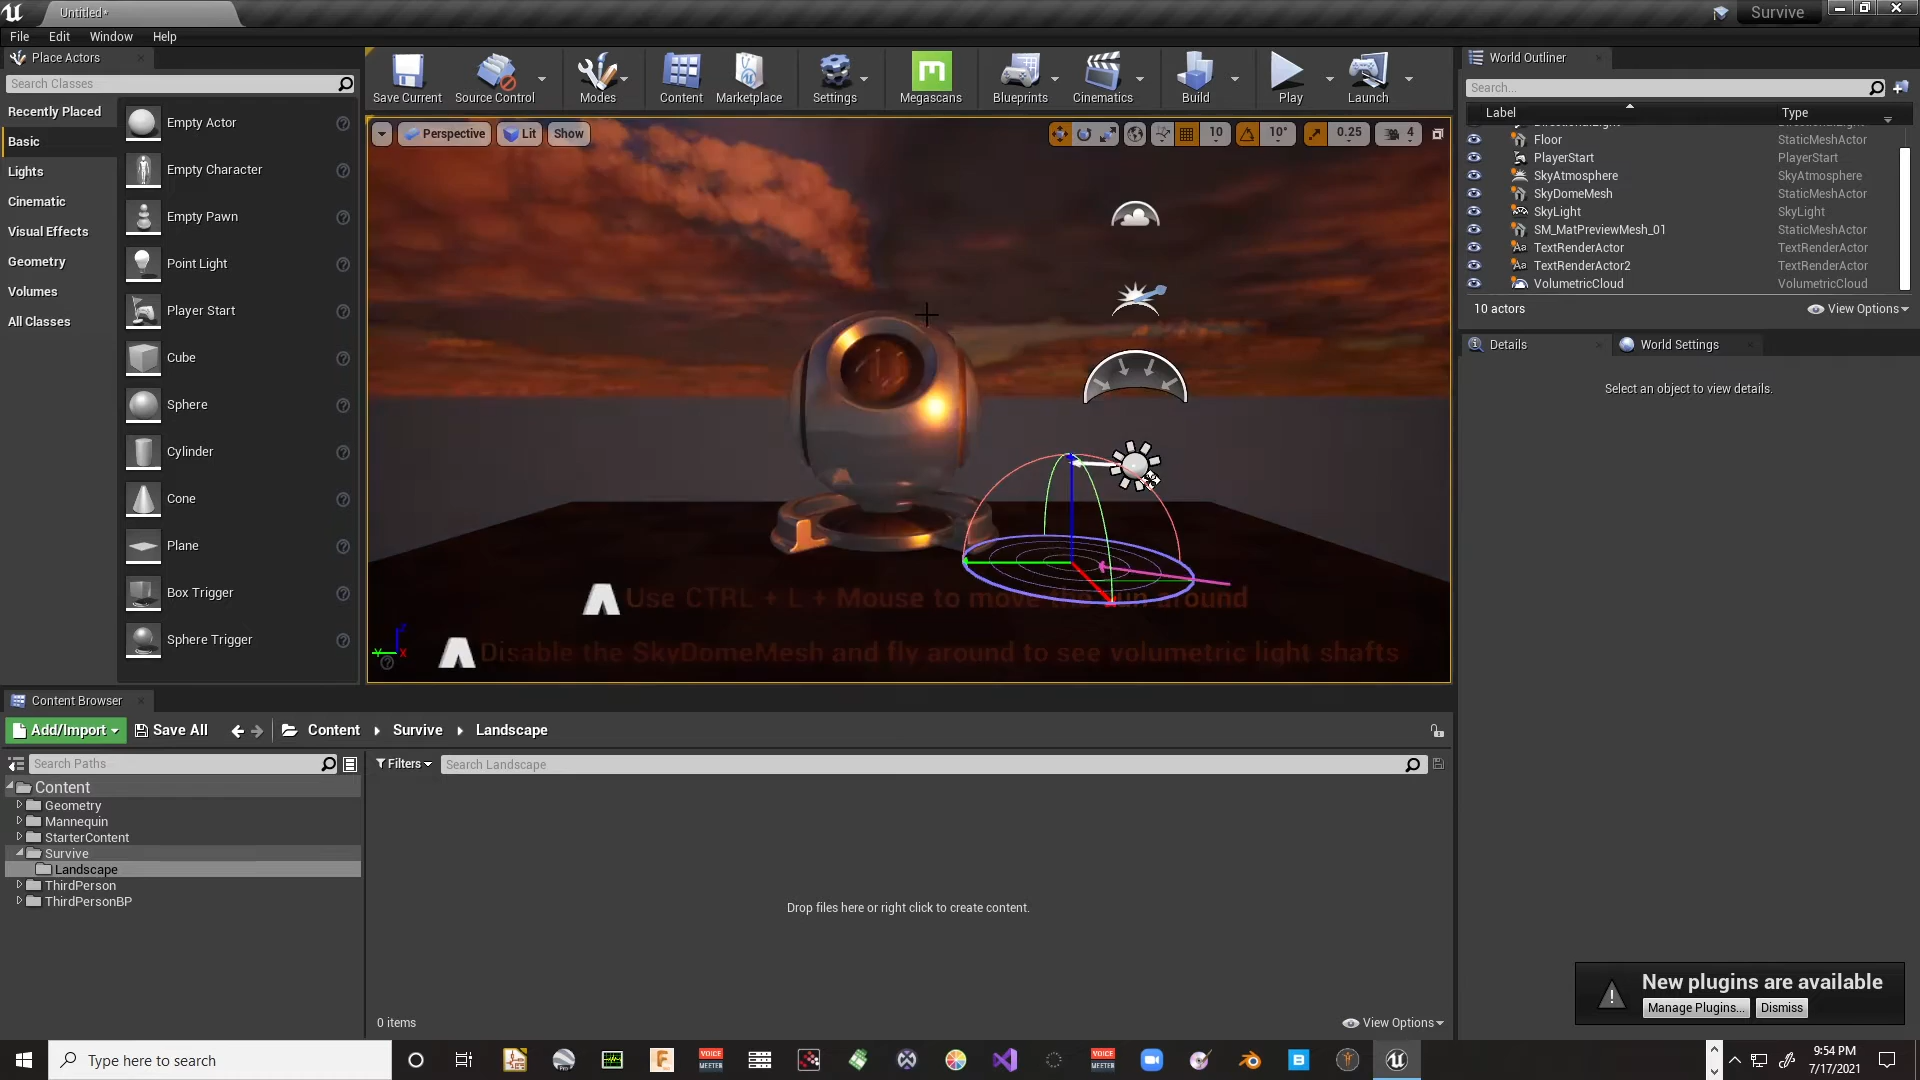 Untitled*
Survive
File Edit Window Help
Place Actors
Search Classes
Recently Placed
Basic
Lights
Cinematic
Visual Effects
Geometry
Volumes
All Classes
Empty Actor
Empty Character
Empty Pawn
Point Light
Player Start
Cube
Sphere
Cylinder
Cone
Plane
Box Trigger
Sphere Trigger
Save Current
Source Control
Modes
Content
Marketplace
Settings
Megascans
Blueprints
Cinematics
Build
Play
Launch
Perspective
Lit
Show
10
10°
0.25
4
Use CTRL + L + Mouse to move the sun around
Disable the SkyDomeMesh and fly around to see volumetric light shafts
World Outliner
Search...
Label Type
Floor StaticMeshActor
PlayerStart PlayerStart
SkyAtmosphere SkyAtmosphere
SkyDomeMesh StaticMeshActor
SkyLight SkyLight
SM_MatPreviewMesh_01 StaticMeshActor
TextRenderActor TextRenderActor
TextRenderActor2 TextRenderActor
VolumetricCloud VolumetricCloud
10 actors
View Options
Details
World Settings
Select an object to view details.
Content Browser
Add/Import
Save All
Content
Survive
Landscape
Search Paths
Filters
Search Landscape
Content
Geometry
Mannequin
StarterContent
Survive
Landscape
ThirdPerson
ThirdPersonBP
Drop files here or right click to create content.
0 items
View Options
New plugins are available
Manage Plugins...
Dismiss
Type here to search
VOICE
MEETER
VOICE
MEETER
9:54 PM
7/17/2021